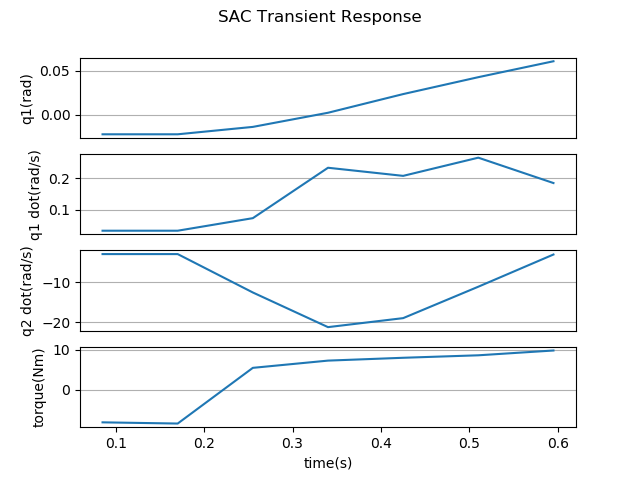 SAC Transient Response
q1(rad)
0.05
0.00
q1 dot(rad/s)
0.2
0.1
q2 dot(rad/s)
−10
−20
torque(Nm)
10
0
0.1 0.2 0.3 0.4 0.5 0.6
time(s)